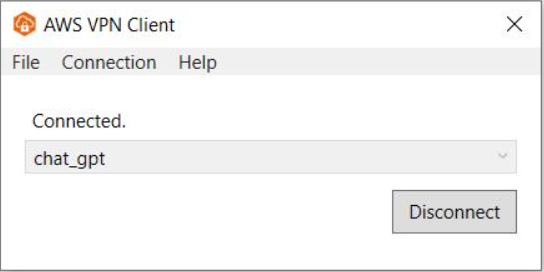 AWS VPN Client
File Connection Help
Connected.
chat_gpt
Disconnect